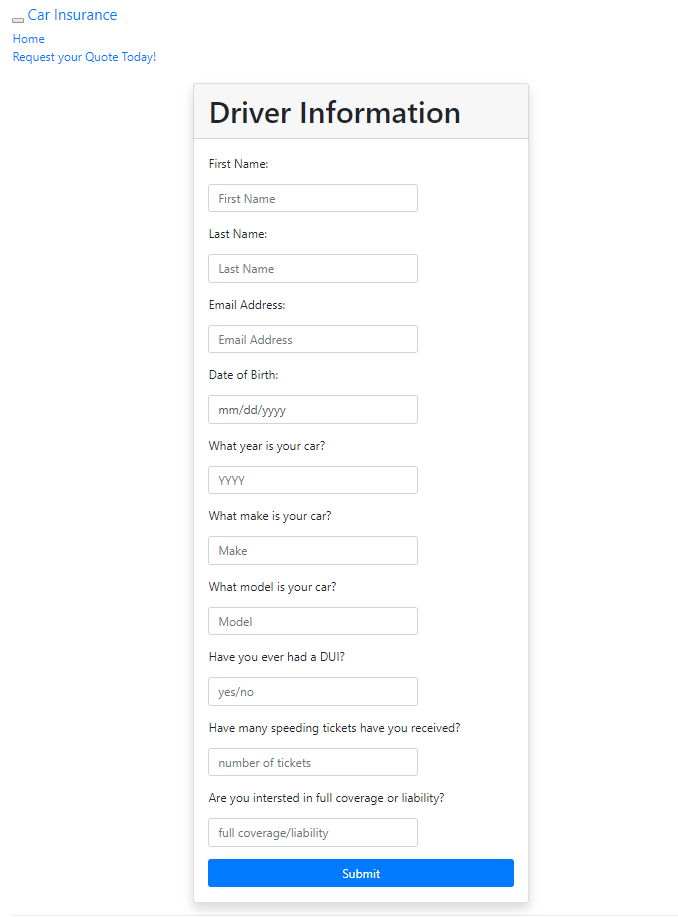 Car Insurance
Home
Request your Quote Today!
Driver Information
First Name:
First Name
Last Name:
Last Name
Email Address:
Email Address
Date of Birth:
mm/dd/yyyy
What year is your car?
YYYY
What make is your car?
Make
What model is your car?
Model
Have you ever had a DUI?
yes/no
Have many speeding tickets have you received?
number of tickets
Are you intersted in full coverage or liability?
full coverage/liability
Submit